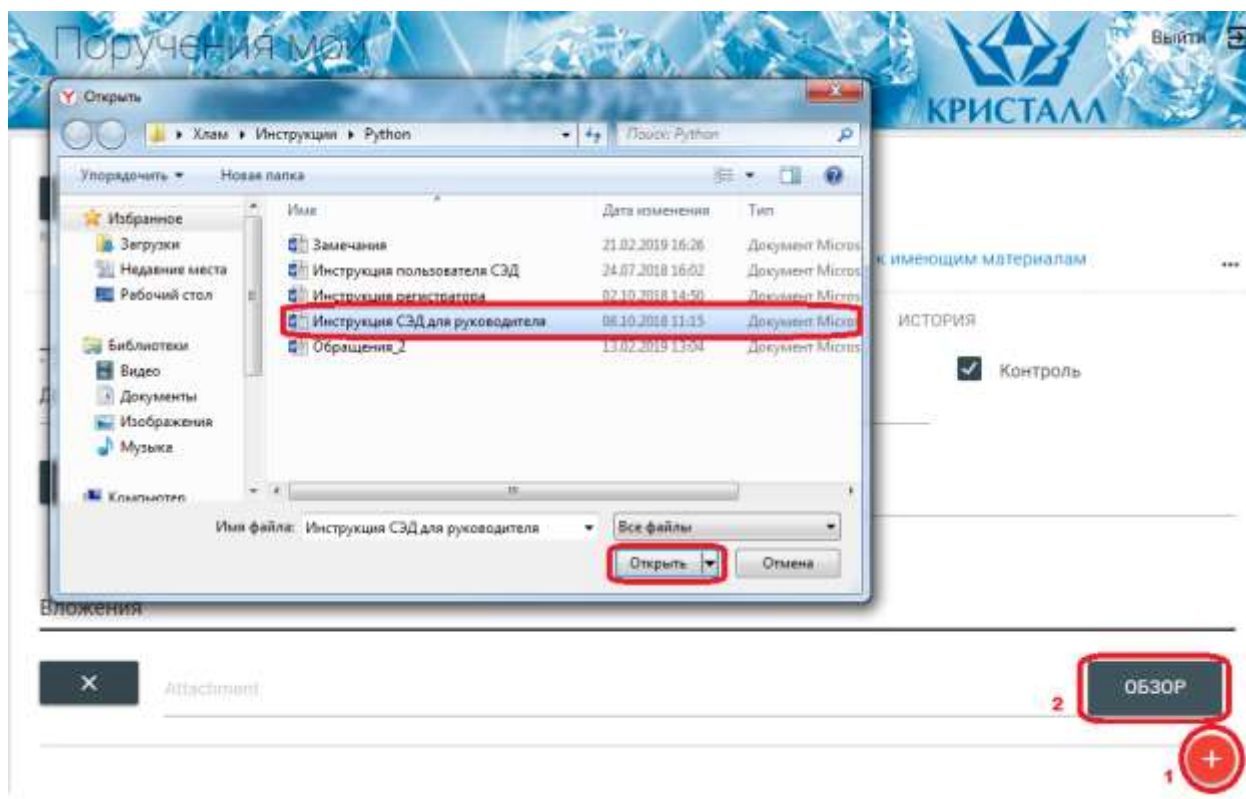 Поручения мои
Выйти
КРИСТАЛЛ
Открыть
Хлам ▸ Инструкции ▸ Python
Поиск: Python
Упорядочить
Новая папка
Избранное
Загрузки
Недавние места
Рабочий стол
Библиотеки
Видео
Документы
Изображения
Музыка
Компьютер
Имя
Дата изменения
Тип
Замечания 21.02.2019 16:26 Документ Micros
Инструкция пользователя СЭД 24.07.2018 16:02 Документ Micros
Инструкция регистратора 02.10.2018 14:50 Документ Micros
Инструкция СЭД для руководителя 08.10.2018 11:15 Документ Micros
Обращения_2 13.02.2019 13:04 Документ Micros
Имя файла: Инструкция СЭД для руководителя
Все файлы
Открыть
Отмена
к имеющим материалам
...
ИСТОРИЯ
Контроль
Вложения
Attachment
2
ОБЗОР
1
+